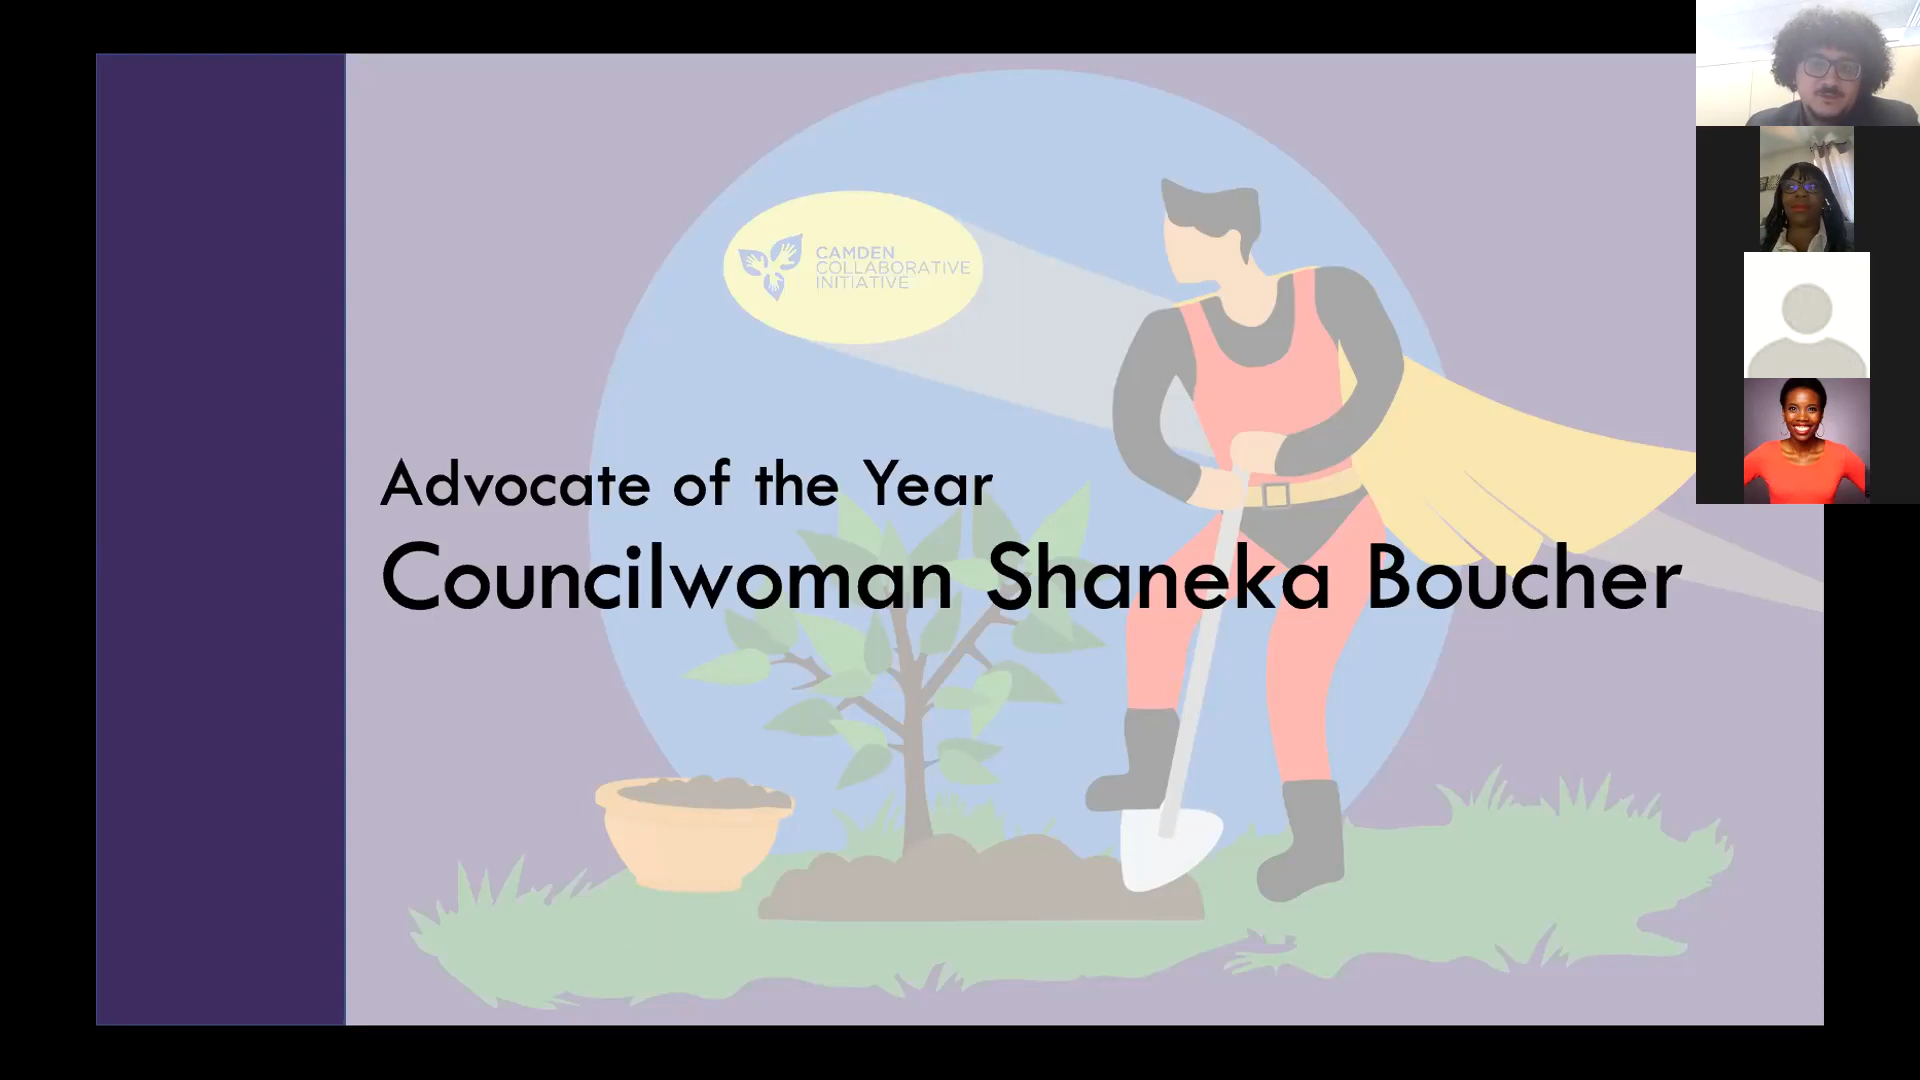 CAMDEN
COLLABORATIVE
INITIATIVE
Advocate of the Year
Councilwoman Shaneka Boucher